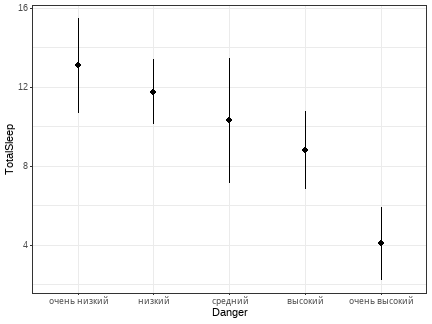 16
12
8
4
TotalSleep
очень низкий
низкий
средний
высокий
очень высокий
Danger